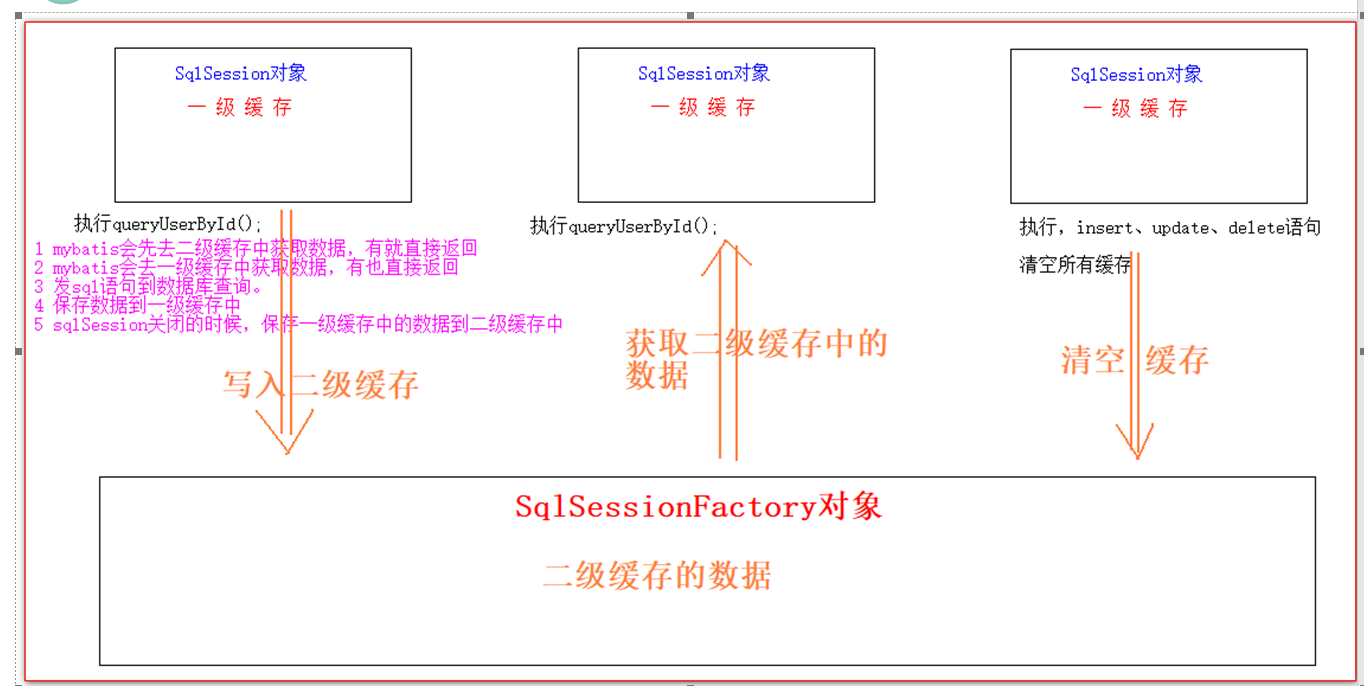 SqlSession对象
一 级 缓 存
SqlSession对象
一 级 缓 存
SqlSession对象
一 级 缓 存
执行queryUserById();
1 mybatis会先去二级缓存中获取数据，有就直接返回
2 mybatis会去一级缓存中获取数据，有也直接返回
3 发sql语句到数据库查询。
4 保存数据到一级缓存中
5 sqlSession关闭的时候，保存一级缓存中的数据到二级缓存中
写入二级缓存
执行queryUserById();
获取二级缓存中的
数据
执行，insert、update、delete语句
清空所有缓存
清空 缓存
SqlSessionFactory对象
二级缓存的数据